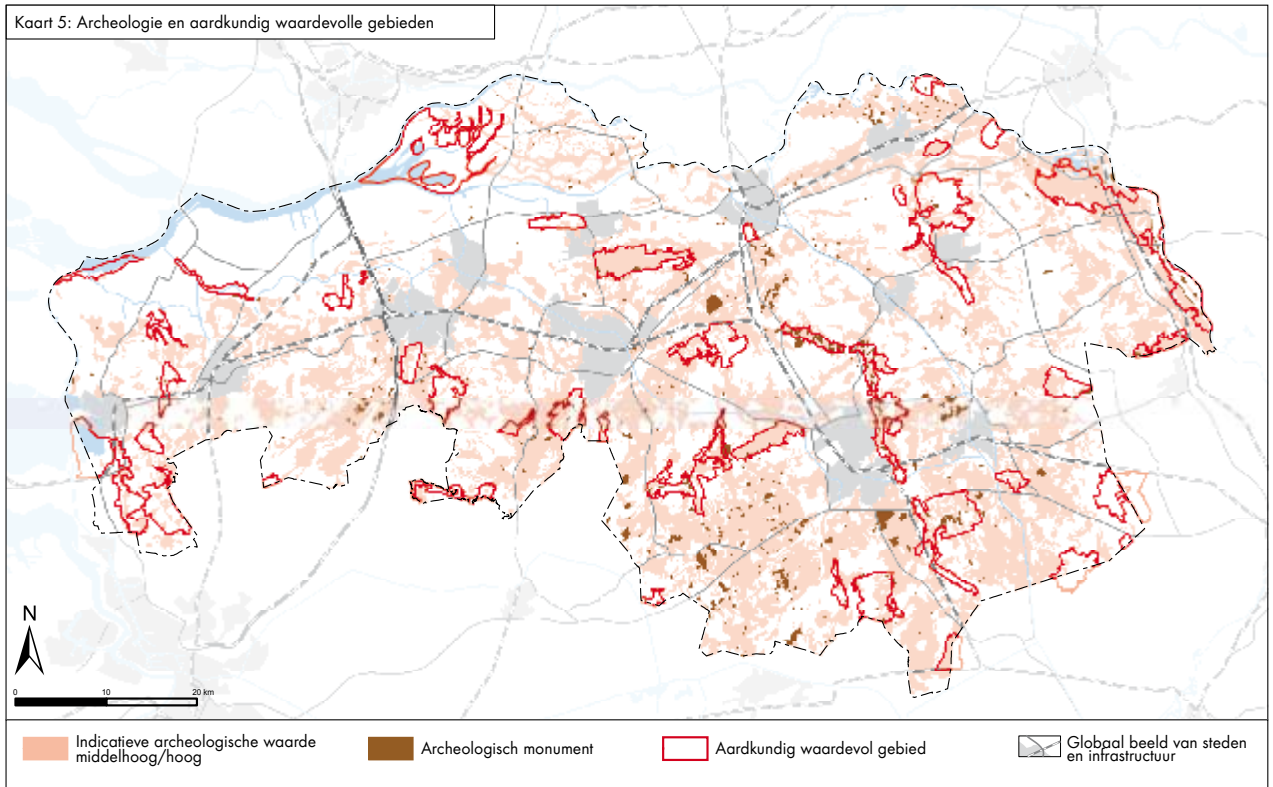 Kaart 5: Archeologie en aardkundig waardevolle gebieden
N
0 10 20 km
Indicatieve archeologische waarde
middelhoog/hoog
Archeologisch monument
Aardkundig waardevol gebied
Globaal beeld van steden
en infrastructuur